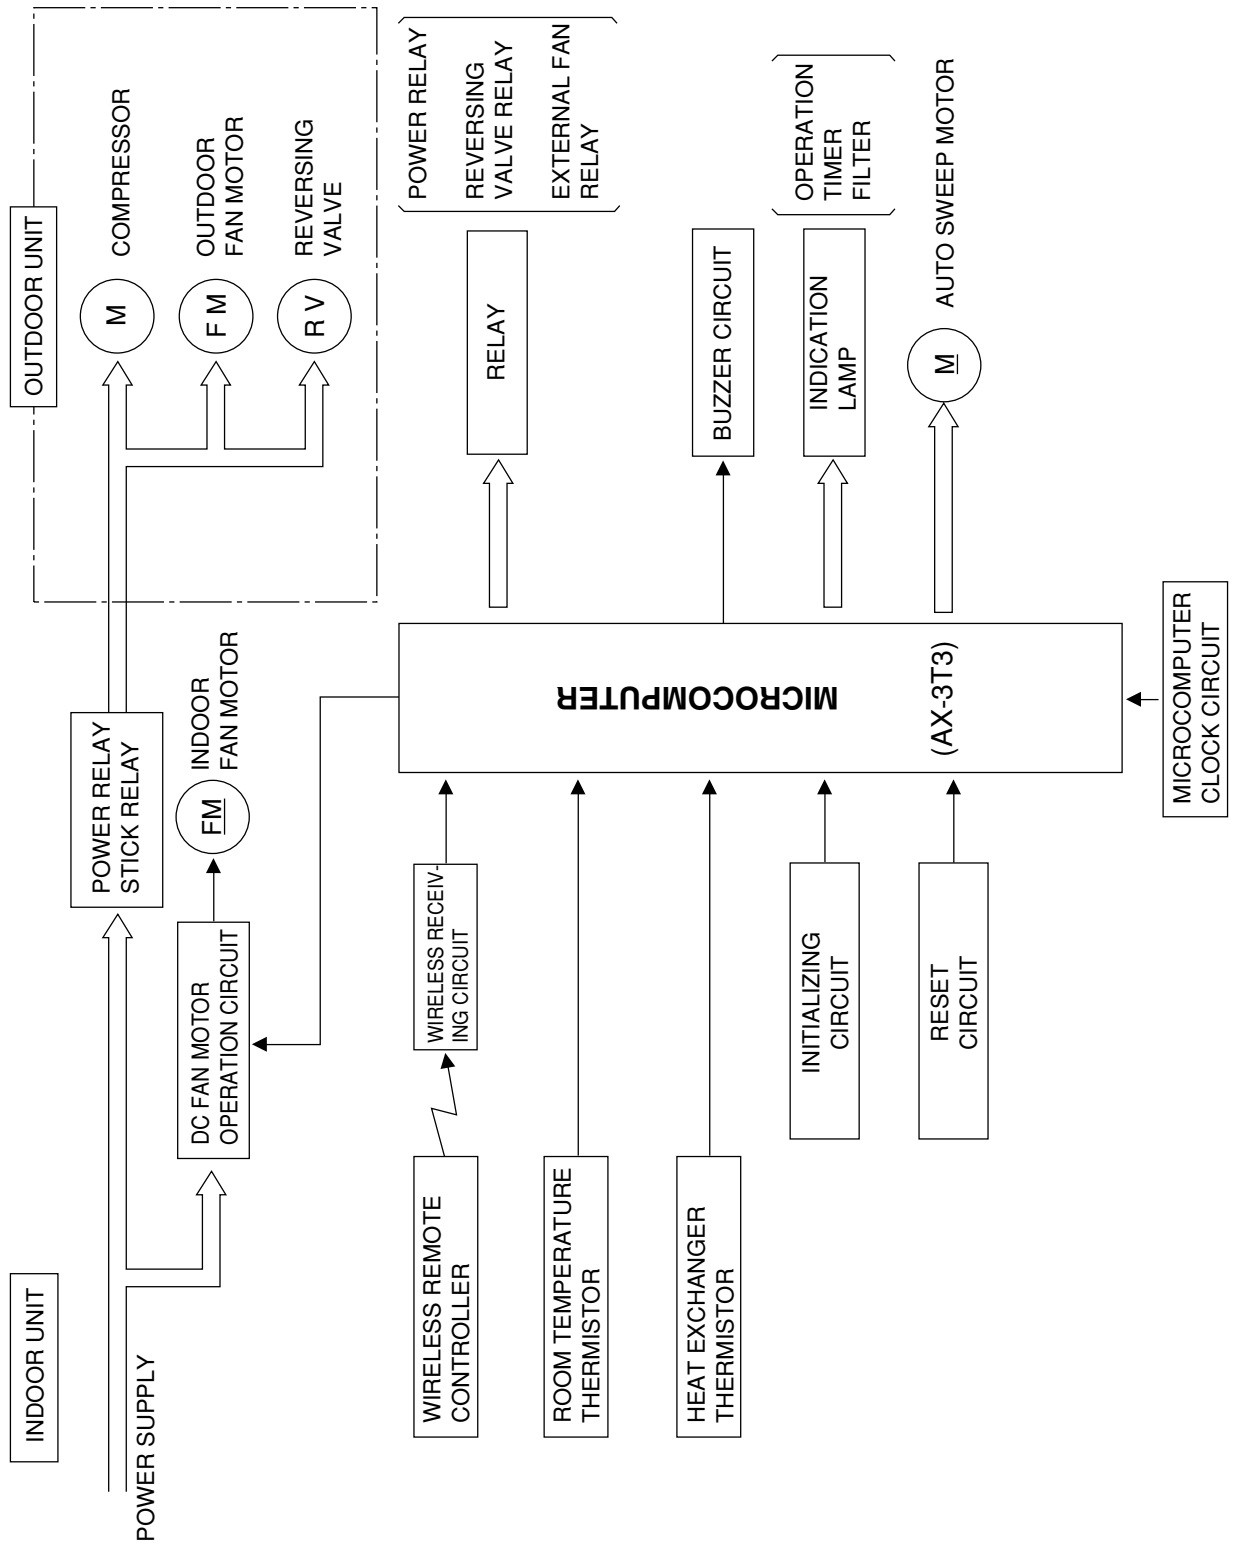 INDOOR UNIT
OUTDOOR UNIT
POWER SUPPLY
POWER RELAY
STICK RELAY
M
COMPRESSOR
F M
OUTDOOR
FAN MOTOR
R V
REVERSING
VALVE
DC FAN MOTOR
OPERATION CIRCUIT
FM
INDOOR
FAN MOTOR
WIRELESS REMOTE
CONTROLLER
WIRELESS RECEIV-
ING CIRCUIT
ROOM TEMPERATURE
THERMISTOR
HEAT EXCHANGER
THERMISTOR
INITIALIZING
CIRCUIT
RESET
CIRCUIT
MICROCOMPUTER
(AX-3T3)
MICROCOMPUTER
CLOCK CIRCUIT
RELAY
POWER RELAY
REVERSING
VALVE RELAY
EXTERNAL FAN
RELAY
BUZZER CIRCUIT
INDICATION
LAMP
OPERATION
TIMER
FILTER
M
AUTO SWEEP MOTOR